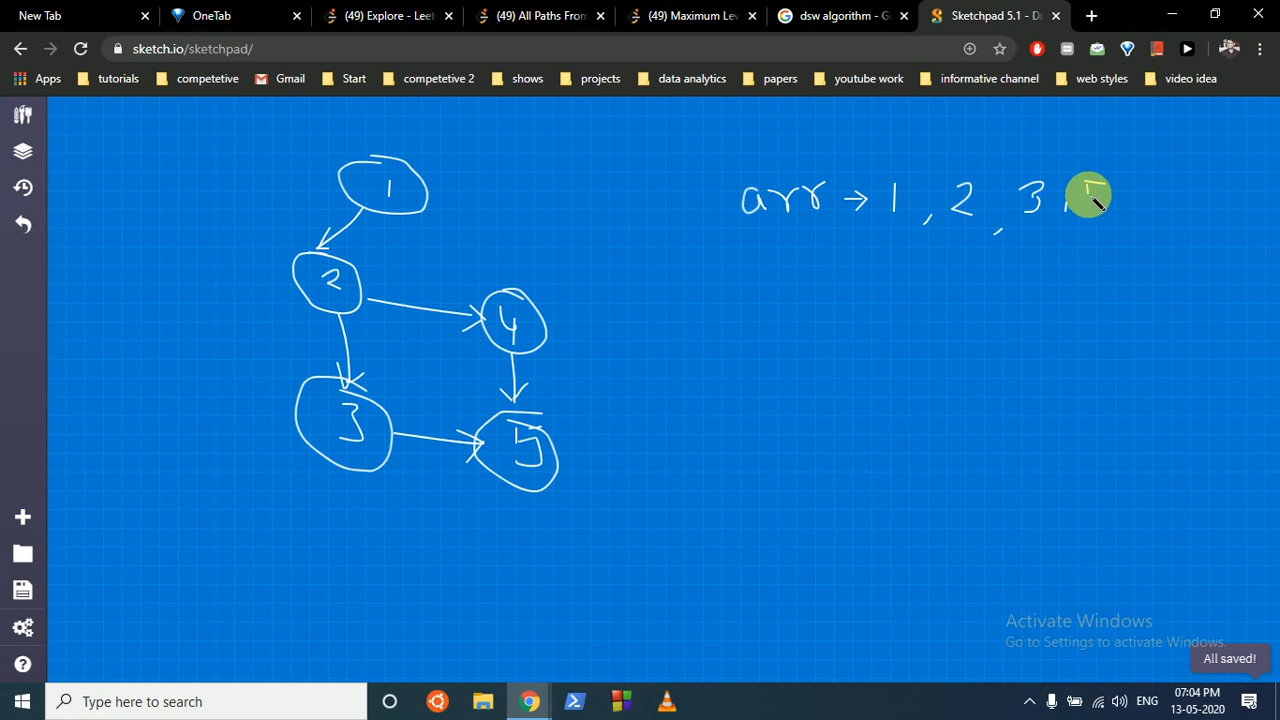 New Tab
OneTab
(49) Explore - Leet
(49) All Paths From
(49) Maximum Lev
dsw algorithm - G
Sketchpad 5.1 - Dr
sketch.io/sketchpad/
Apps
tutorials
competetive
Gmail
Start
competetive 2
shows
projects
data analytics
papers
youtube work
informative channel
web styles
video idea
1
arr → 1, 2, 3, 5
2
4
3
5
Activate Windows
Go to Settings to activate Windows.
All saved!
Type here to search
ENG
07:04 PM
13-05-2020